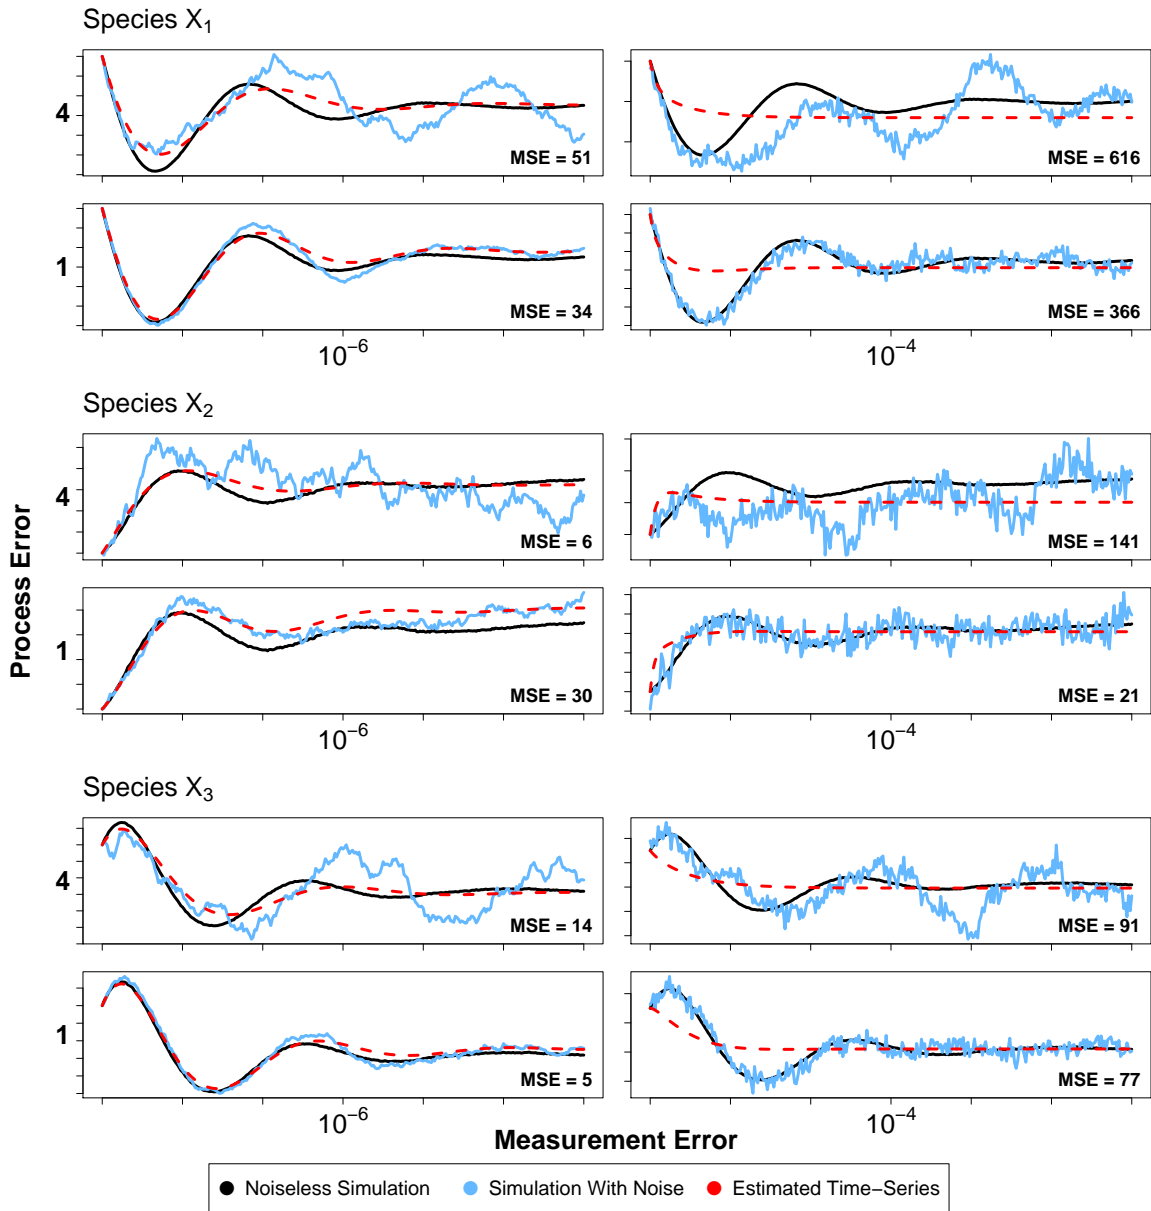 Species X₁
4
MSE = 51
MSE = 616
1
MSE = 34
MSE = 366
10⁻⁶
10⁻⁴
Species X₂
Process Error
4
MSE = 6
MSE = 141
1
MSE = 30
MSE = 21
10⁻⁶
10⁻⁴
Species X₃
4
MSE = 14
MSE = 91
1
MSE = 5
MSE = 77
10⁻⁶
10⁻⁴
Measurement Error
Noiseless Simulation Simulation With Noise Estimated Time−Series